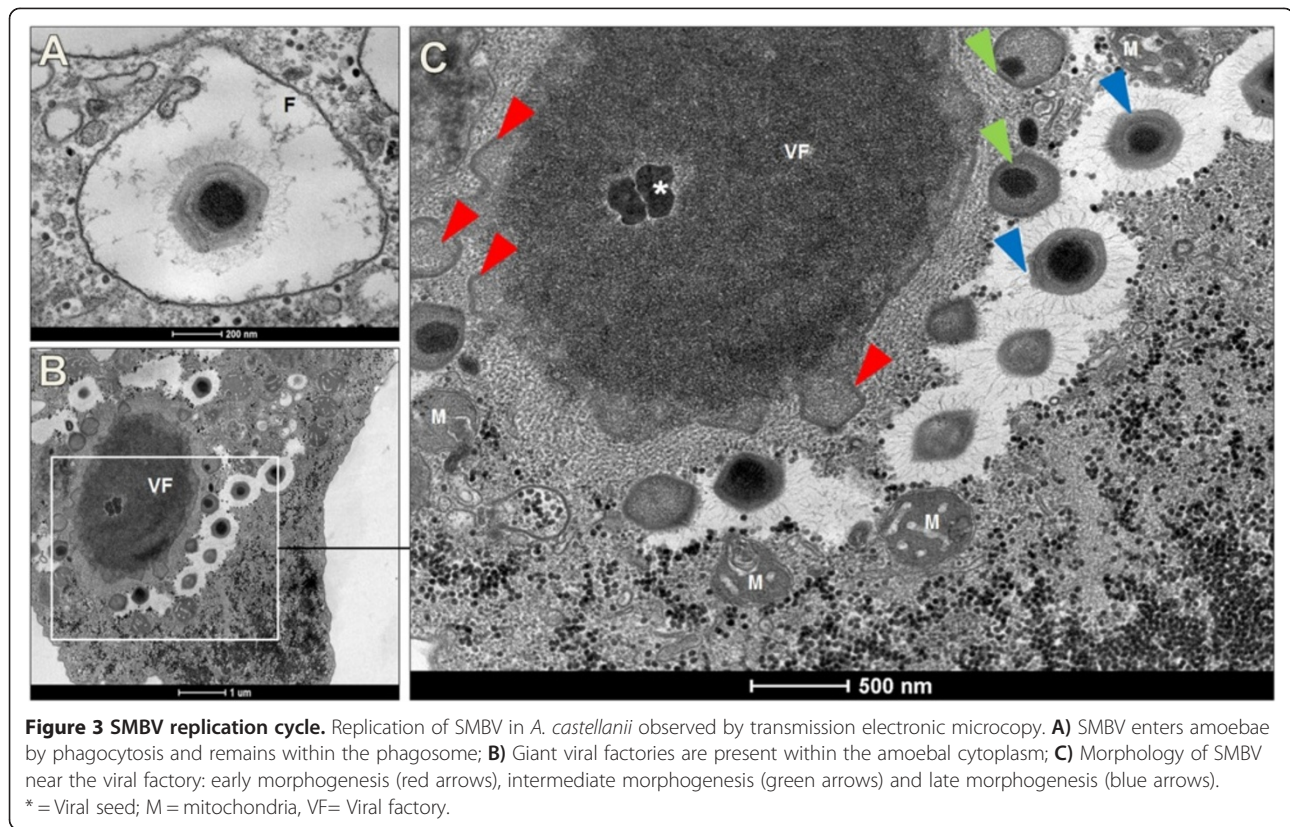 A
F
200 nm
B
VF
1 um
C
M
VF
*
M
M
M
500 nm
Figure 3 SMBV replication cycle. Replication of SMBV in A. castellanii observed by transmission electronic microcopy. A) SMBV enters amoebae
by phagocytosis and remains within the phagosome; B) Giant viral factories are present within the amoebal cytoplasm; C) Morphology of SMBV
near the viral factory: early morphogenesis (red arrows), intermediate morphogenesis (green arrows) and late morphogenesis (blue arrows).
* = Viral seed; M = mitochondria, VF= Viral factory.